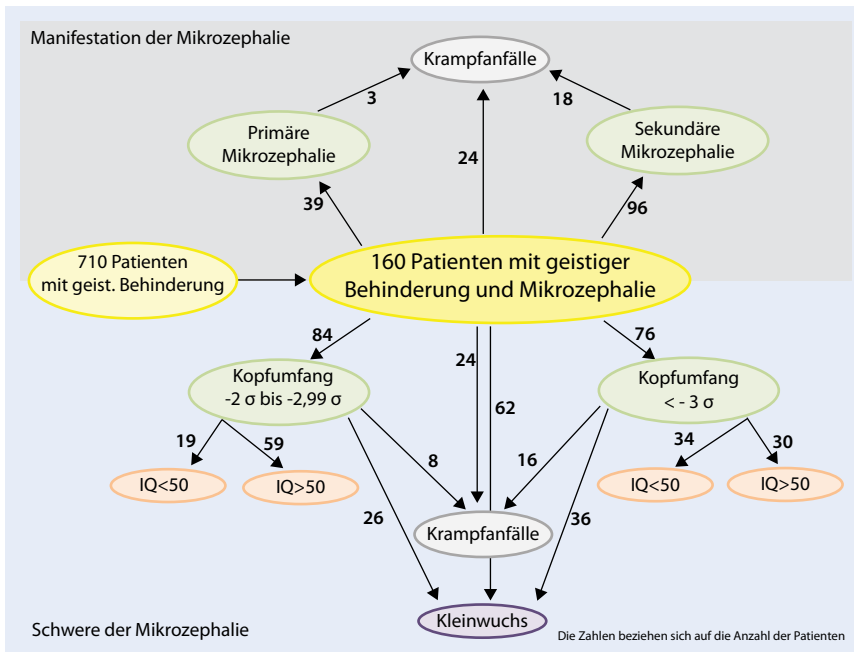 Manifestation der Mikrozephalie
Krampfanfälle
3
18
Primäre
Mikrozephalie
Sekundäre
Mikrozephalie
24
39
96
710 Patienten
mit geist. Behinderung
160 Patienten mit geistiger
Behinderung und Mikrozephalie
84
76
24
Kopfumfang
-2 σ bis -2,99 σ
Kopfumfang
< - 3 σ
62
19
59
34
30
8
16
IQ<50
IQ>50
IQ<50
IQ>50
26
36
Krampfanfälle
Kleinwuchs
Schwere der Mikrozephalie
Die Zahlen beziehen sich auf die Anzahl der Patienten